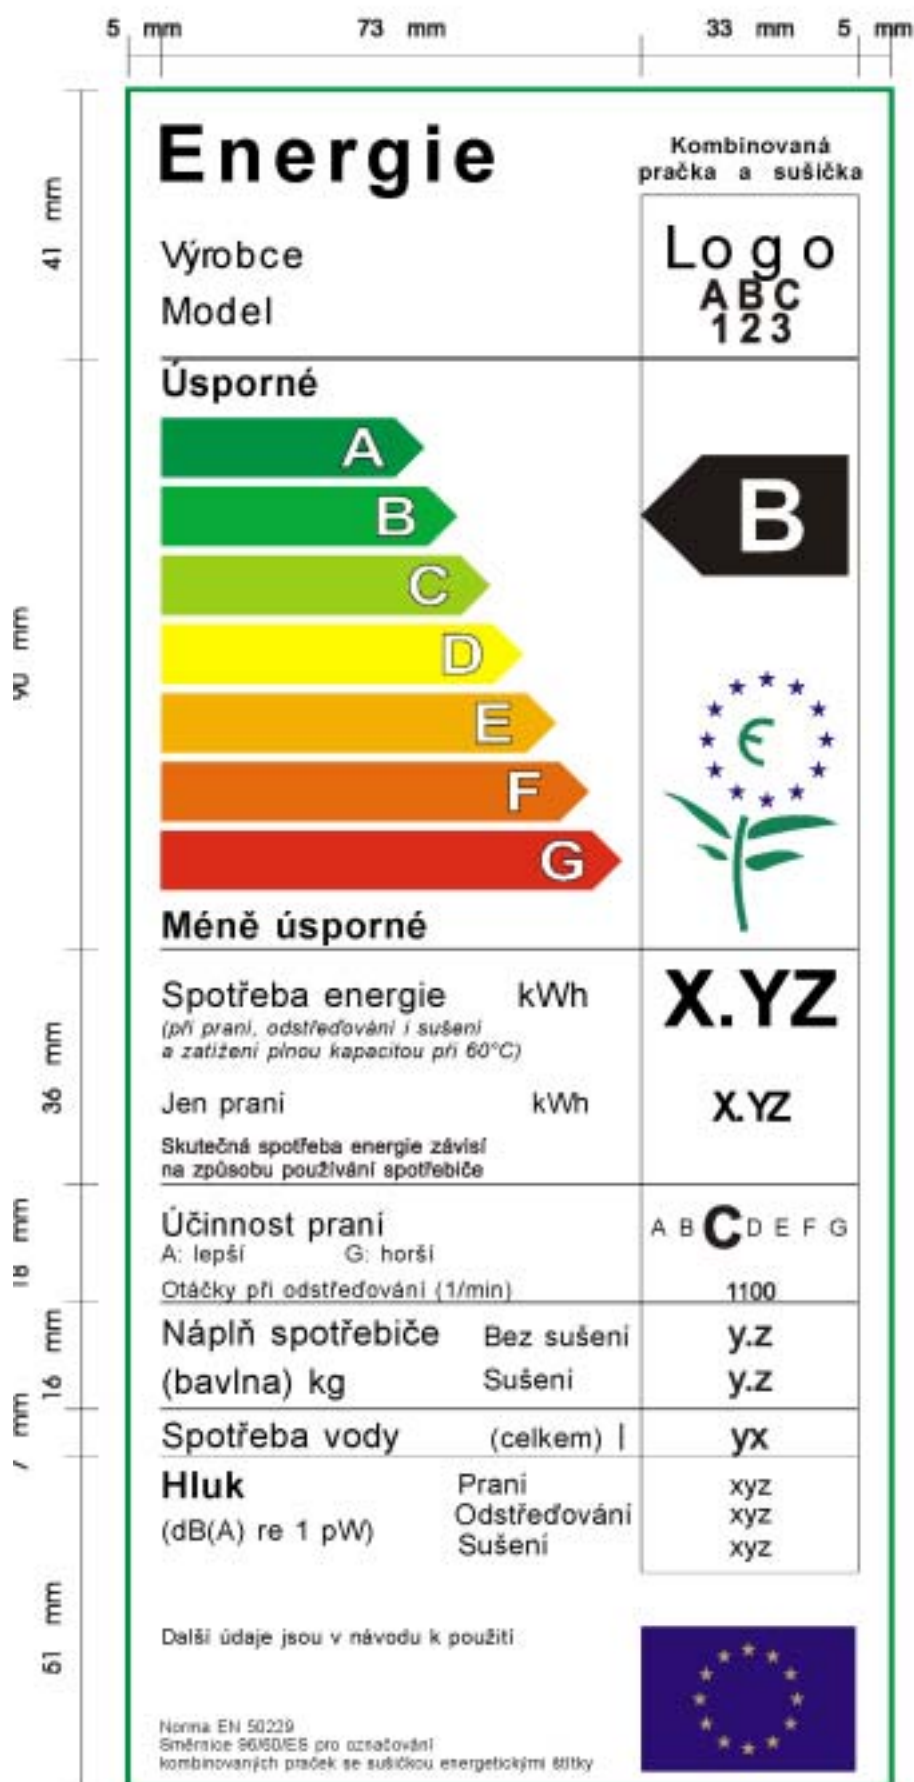 5 mm 73 mm 33 mm 5 mm
41 mm
Energie
Kombinovaná
pračka a sušička
Výrobce
Model
Logo
ABC
123
90 mm
Úsporné
A
B
C
D
E
F
G
B
Méně úsporné
36 mm
Spotřeba energie kWh X.YZ
(při praní, odstřeďování i sušení
a zatížení plnou kapacitou při 60°C)
Jen praní kWh X.YZ
Skutečná spotřeba energie závisí
na způsobu používání spotřebiče
18 mm
Účinnost praní A B C D E F G
A: lepší G: horší
Otáčky při odstřeďování (1/min) 1100
16 mm
Náplň spotřebiče Bez sušení y.z
(bavlna) kg Sušení y.z
7 mm
Spotřeba vody (celkem) l yx
Hluk Praní xyz
(dB(A) re 1 pW) Odstřeďování xyz
Sušení xyz
mm
Další údaje jsou v návodu k použití
Norma EN 50229
Směrnice 96/60/ES pro označování
kombinovaných praček se sušičkou energetickými štítky